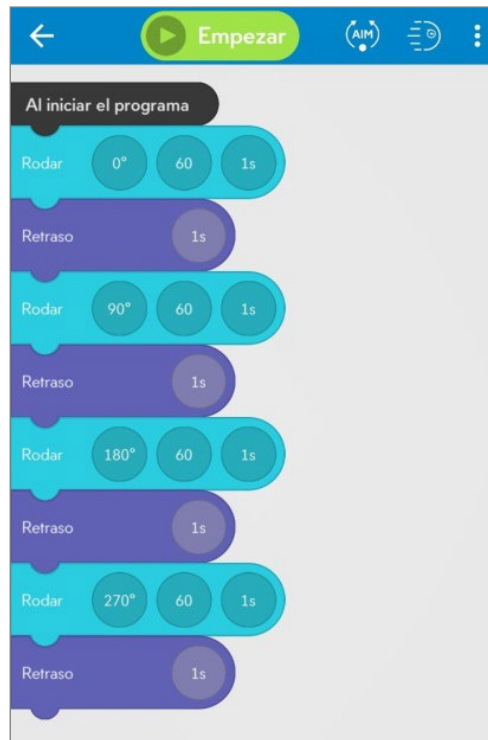 Empezar
AIM
Al iniciar el programa
Rodar 0° 60 1s
Retraso 1s
Rodar 90° 60 1s
Retraso 1s
Rodar 180° 60 1s
Retraso 1s
Rodar 270° 60 1s
Retraso 1s